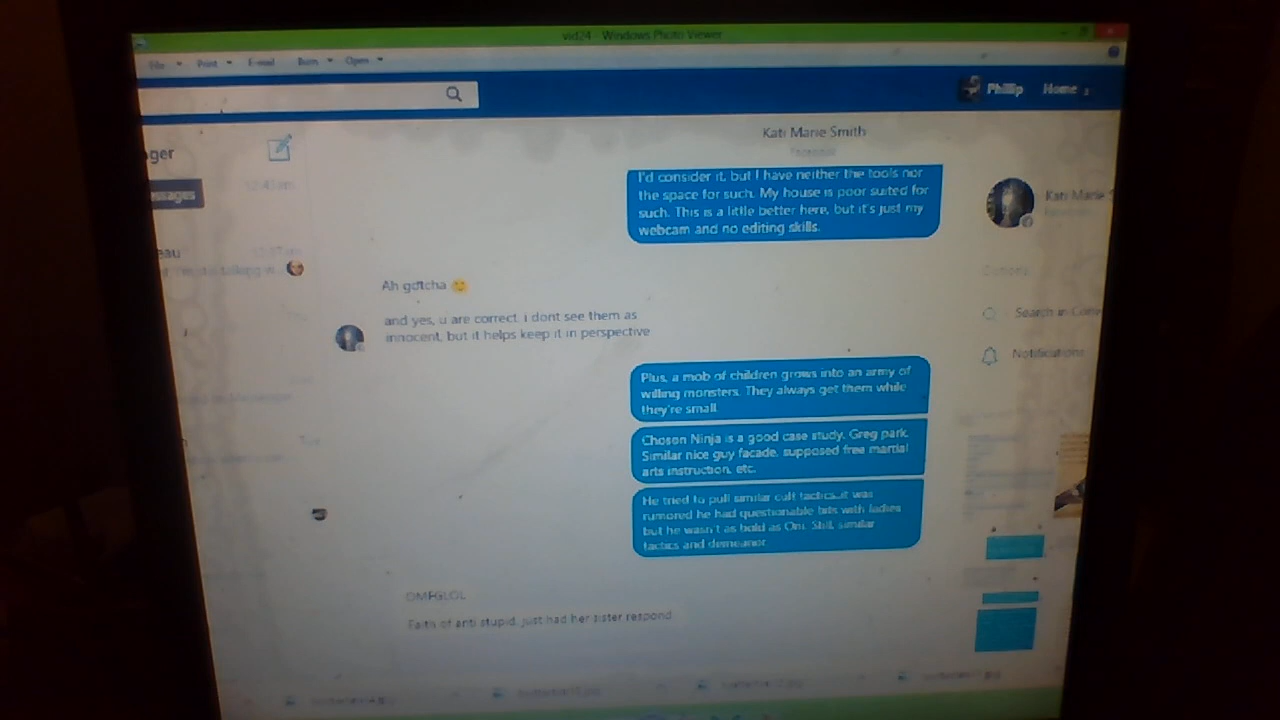 vid24 - Windows Photo Viewer
File Print E-mail Burn Open
Phillip Home
Kati Marie Smith
ger
I'd consider it, but I have neither the tools nor
the space for such. My house is poor suited for
such. This is a little better here, but it's just my
webcam and no editing skills.
Kati Marie S
eau
Ah gotcha
and yes, u are correct. i dont see them as
innocent, but it helps keep it in perspective
Search in Conv
Notifications
Plus, a mob of children grows into an army of
willing monsters. They always get them while
they're small.
Choson Ninja is a good case study. Greg park.
Similar nice guy facade, supposed free martial
arts instruction, etc.
He tried to pull similar cult tactics..it was
rumored he had questionable bits with ladies
but he wasn't as bold as Oni. Still, similar
tactics and demeanor.
OMFGLOL
Faith of anti stupid, just had her sister respond